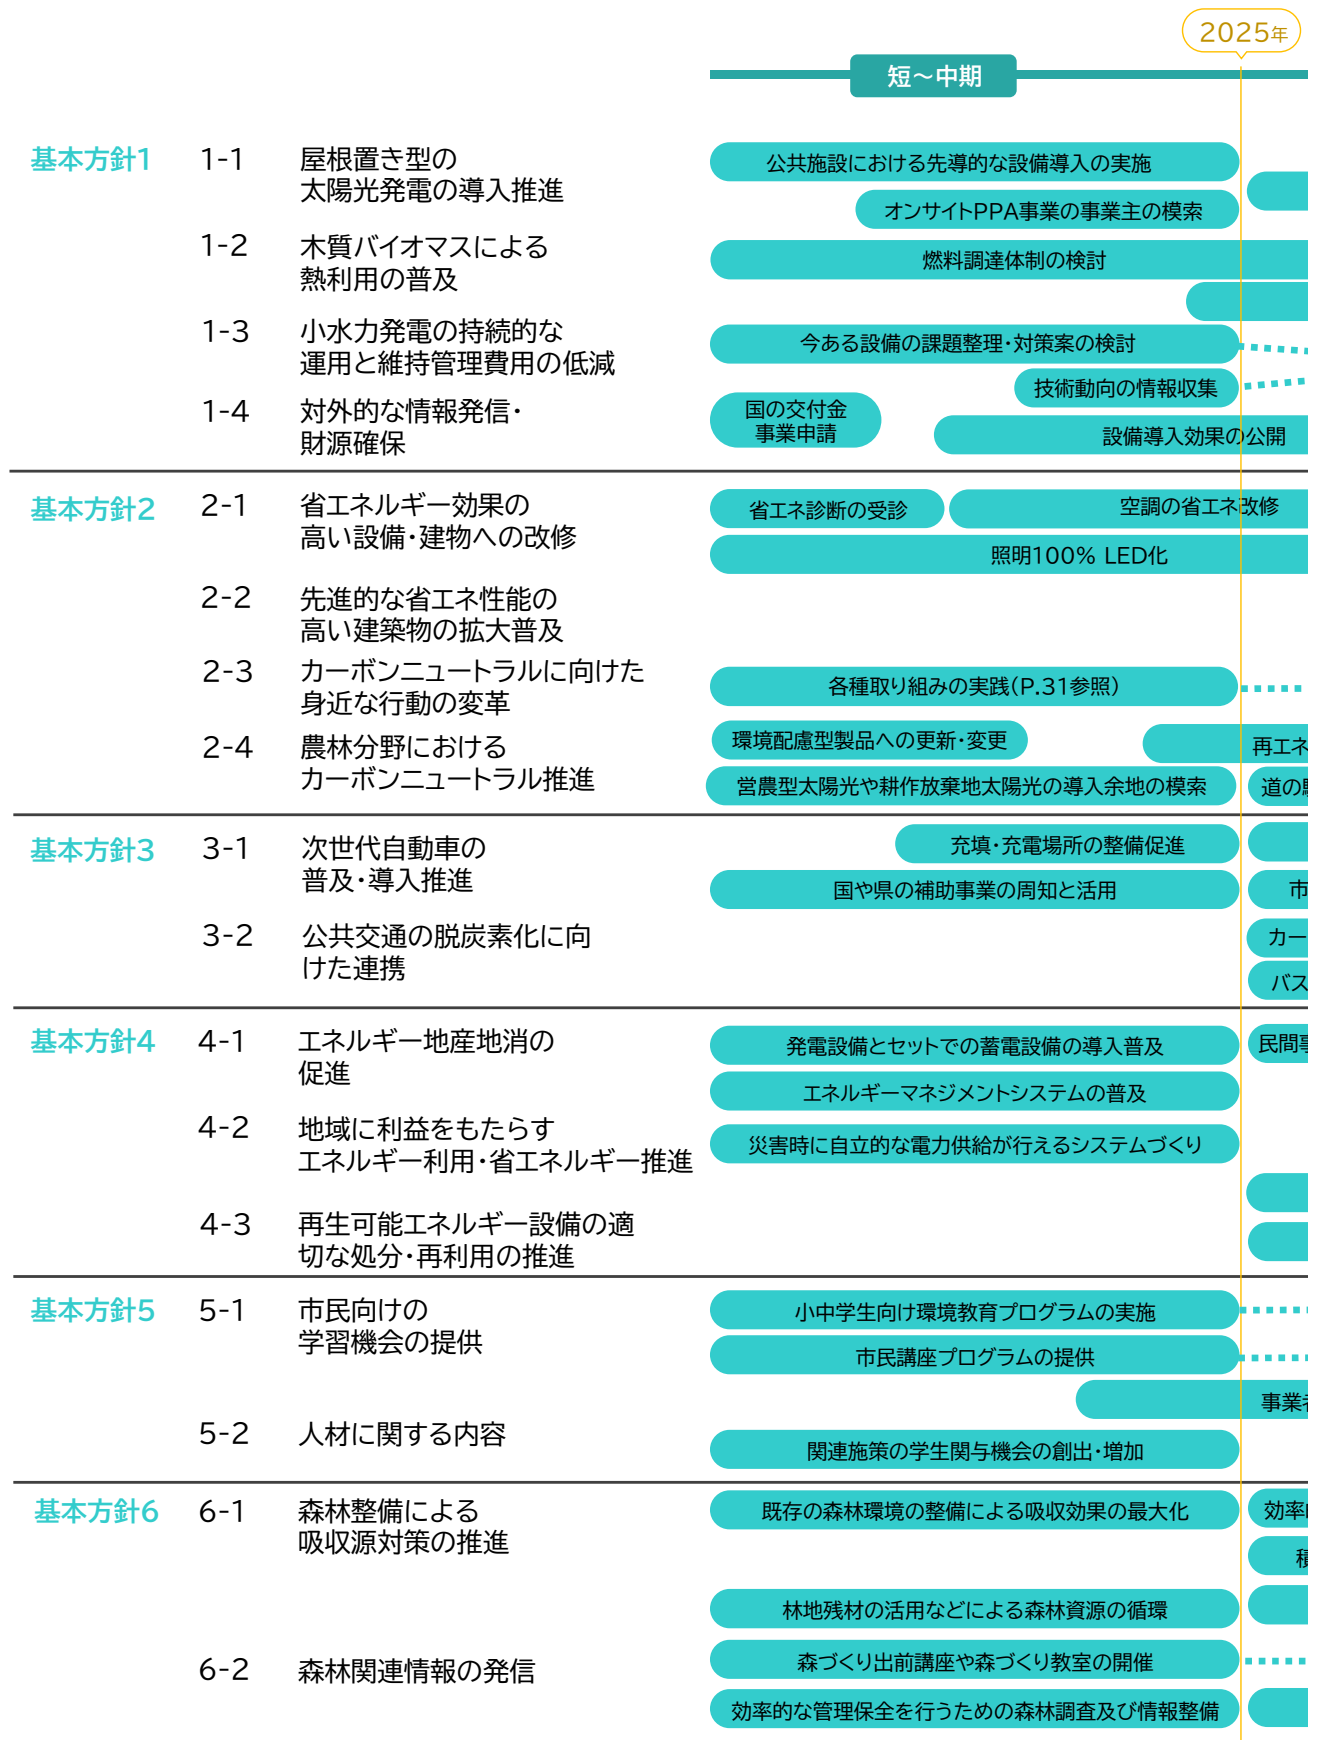 2025年
短～中期
基本方針1
1-1
屋根置き型の
太陽光発電の導入推進
公共施設における先導的な設備導入の実施
オンサイトPPA事業の事業主の模索
1-2
木質バイオマスによる
熱利用の普及
燃料調達体制の検討
1-3
小水力発電の持続的な
運用と維持管理費用の低減
今ある設備の課題整理・対策案の検討
技術動向の情報収集
1-4
対外的な情報発信・
財源確保
国の交付金
事業申請
設備導入効果の公開
基本方針2
2-1
省エネルギー効果の
高い設備・建物への改修
省エネ診断の受診
空調の省エネ改修
照明100% LED化
2-2
先進的な省エネ性能の
高い建築物の拡大普及
2-3
カーボンニュートラルに向けた
身近な行動の変革
各種取り組みの実践(P.31参照)
2-4
農林分野における
カーボンニュートラル推進
環境配慮型製品への更新・変更
再エネ
営農型太陽光や耕作放棄地太陽光の導入余地の模索
道の
基本方針3
3-1
次世代自動車の
普及・導入推進
充填・充電場所の整備促進
国や県の補助事業の周知と活用
市
3-2
公共交通の脱炭素化に向
けた連携
カー
バス
基本方針4
4-1
エネルギー地産地消の
促進
発電設備とセットでの蓄電設備の導入普及
民間
エネルギーマネジメントシステムの普及
4-2
地域に利益をもたらす
エネルギー利用・省エネルギー推進
災害時に自立的な電力供給が行えるシステムづくり
4-3
再生可能エネルギー設備の適
切な処分・再利用の推進
基本方針5
5-1
市民向けの
学習機会の提供
小中学生向け環境教育プログラムの実施
市民講座プログラムの提供
事業
5-2
人材に関する内容
関連施策の学生関与機会の創出・増加
基本方針6
6-1
森林整備による
吸収源対策の推進
既存の森林環境の整備による吸収効果の最大化
効率
林地残材の活用などによる森林資源の循環
6-2
森林関連情報の発信
森づくり出前講座や森づくり教室の開催
効率的な管理保全を行うための森林調査及び情報整備